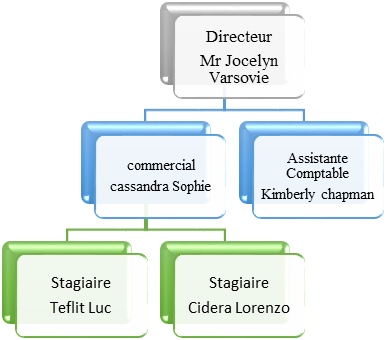 Directeur
Mr Jocelyn
Varsovie
commercial
cassandra Sophie
Assistante
Comptable
Kimberly chapman
Stagiaire
Teflit Luc
Stagiaire
Cidera Lorenzo